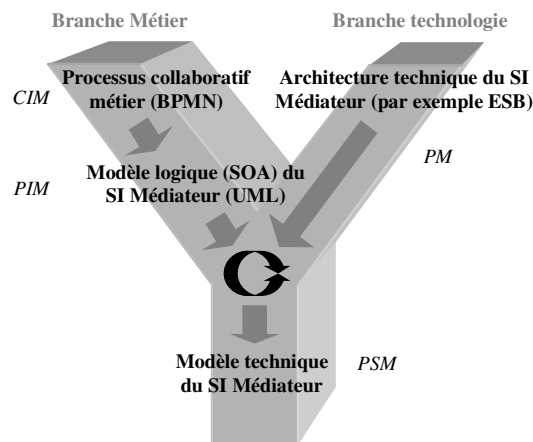 Branche Métier
Branche technologie
Processus collaboratif
métier (BPMN)
Architecture technique du SI
Médiateur (par exemple ESB)
CIM
PM
Modèle logique (SOA) du
SI Médiateur (UML)
PIM
Modèle technique
du SI Médiateur
PSM